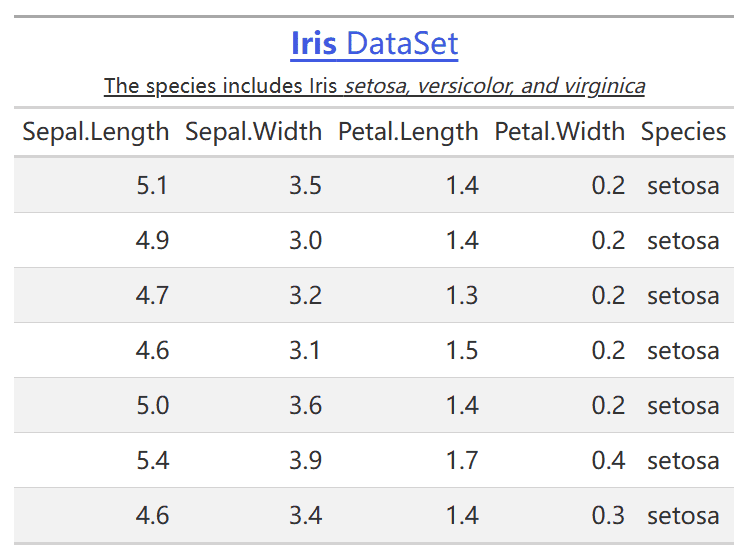 Iris DataSet
The species includes Iris setosa, versicolor, and virginica
Sepal.Length Sepal.Width Petal.Length Petal.Width Species
5.1 3.5 1.4 0.2 setosa
4.9 3.0 1.4 0.2 setosa
4.7 3.2 1.3 0.2 setosa
4.6 3.1 1.5 0.2 setosa
5.0 3.6 1.4 0.2 setosa
5.4 3.9 1.7 0.4 setosa
4.6 3.4 1.4 0.3 setosa